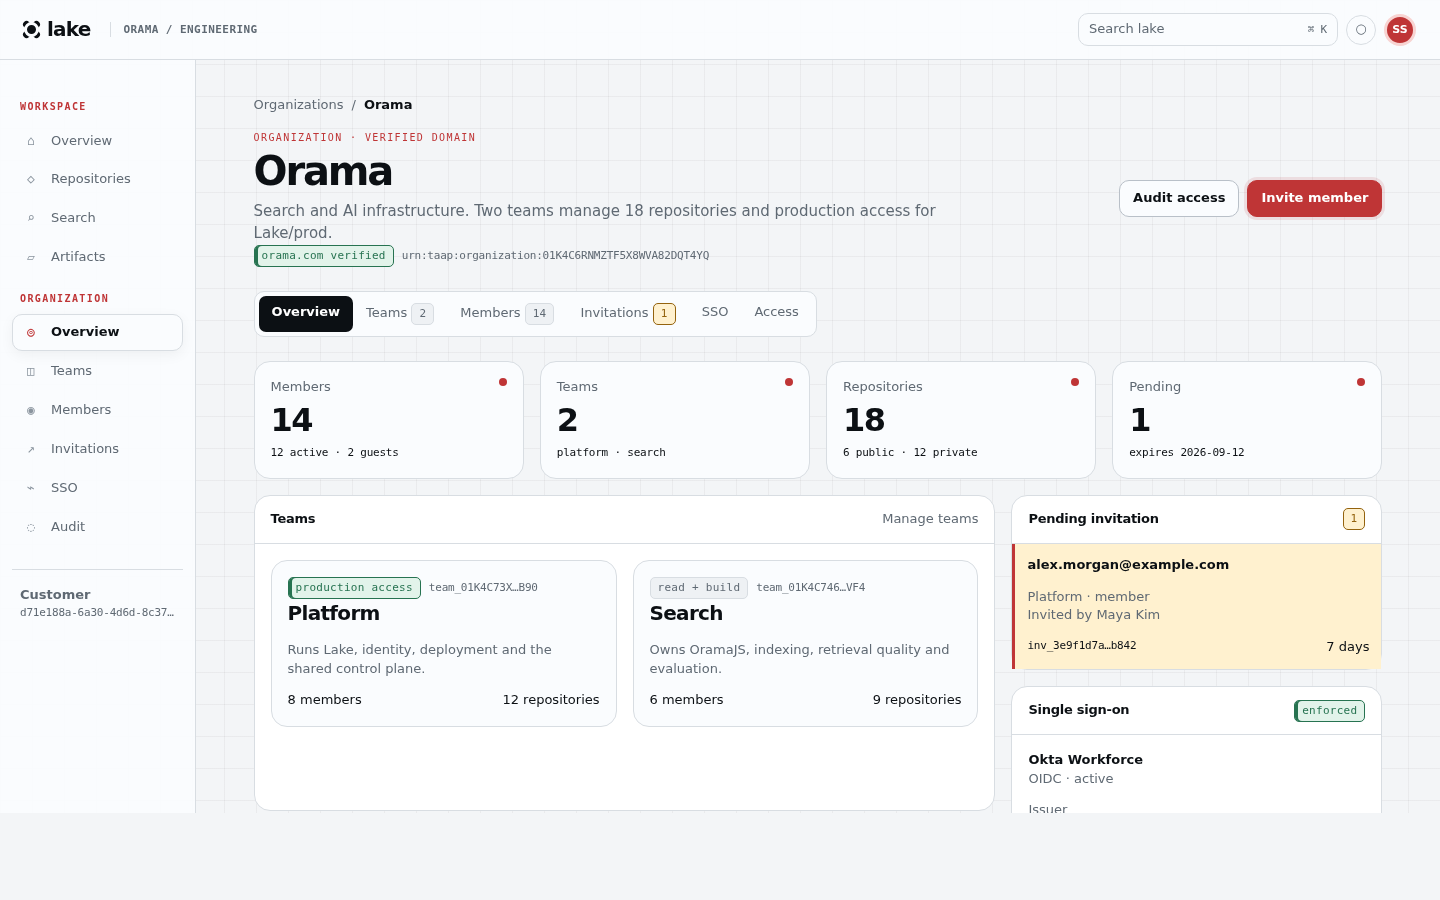 lake
ORAMA / ENGINEERING
Search lake
⌘ K
SS
WORKSPACE
Overview
Repositories
Search
Artifacts
ORGANIZATION
Overview
Teams
Members
Invitations
SSO
Audit
Customer
d71e188a-6a30-4d6d-8c37…
Organizations / Orama
ORGANIZATION · VERIFIED DOMAIN
Orama
Search and AI infrastructure. Two teams manage 18 repositories and production access for
Lake/prod.
orama.com verified urn:taap:organization:01K4C6RNMZTF5X8WVA82DQT4YQ
Audit access
Invite member
Overview
Teams 2
Members 14
Invitations 1
SSO
Access
Members
14
12 active · 2 guests
Teams
2
platform · search
Repositories
18
6 public · 12 private
Pending
1
expires 2026-09-12
Teams
Manage teams
production access team_01K4C73X…B90
Platform
Runs Lake, identity, deployment and the
shared control plane.
8 members
12 repositories
read + build team_01K4C746…VF4
Search
Owns OramaJS, indexing, retrieval quality and
evaluation.
6 members
9 repositories
Pending invitation
1
alex.morgan@example.com
Platform · member
Invited by Maya Kim
inv_3e9f1d7a…b842
7 days
Single sign-on
enforced
Okta Workforce
OIDC · active
Issuer